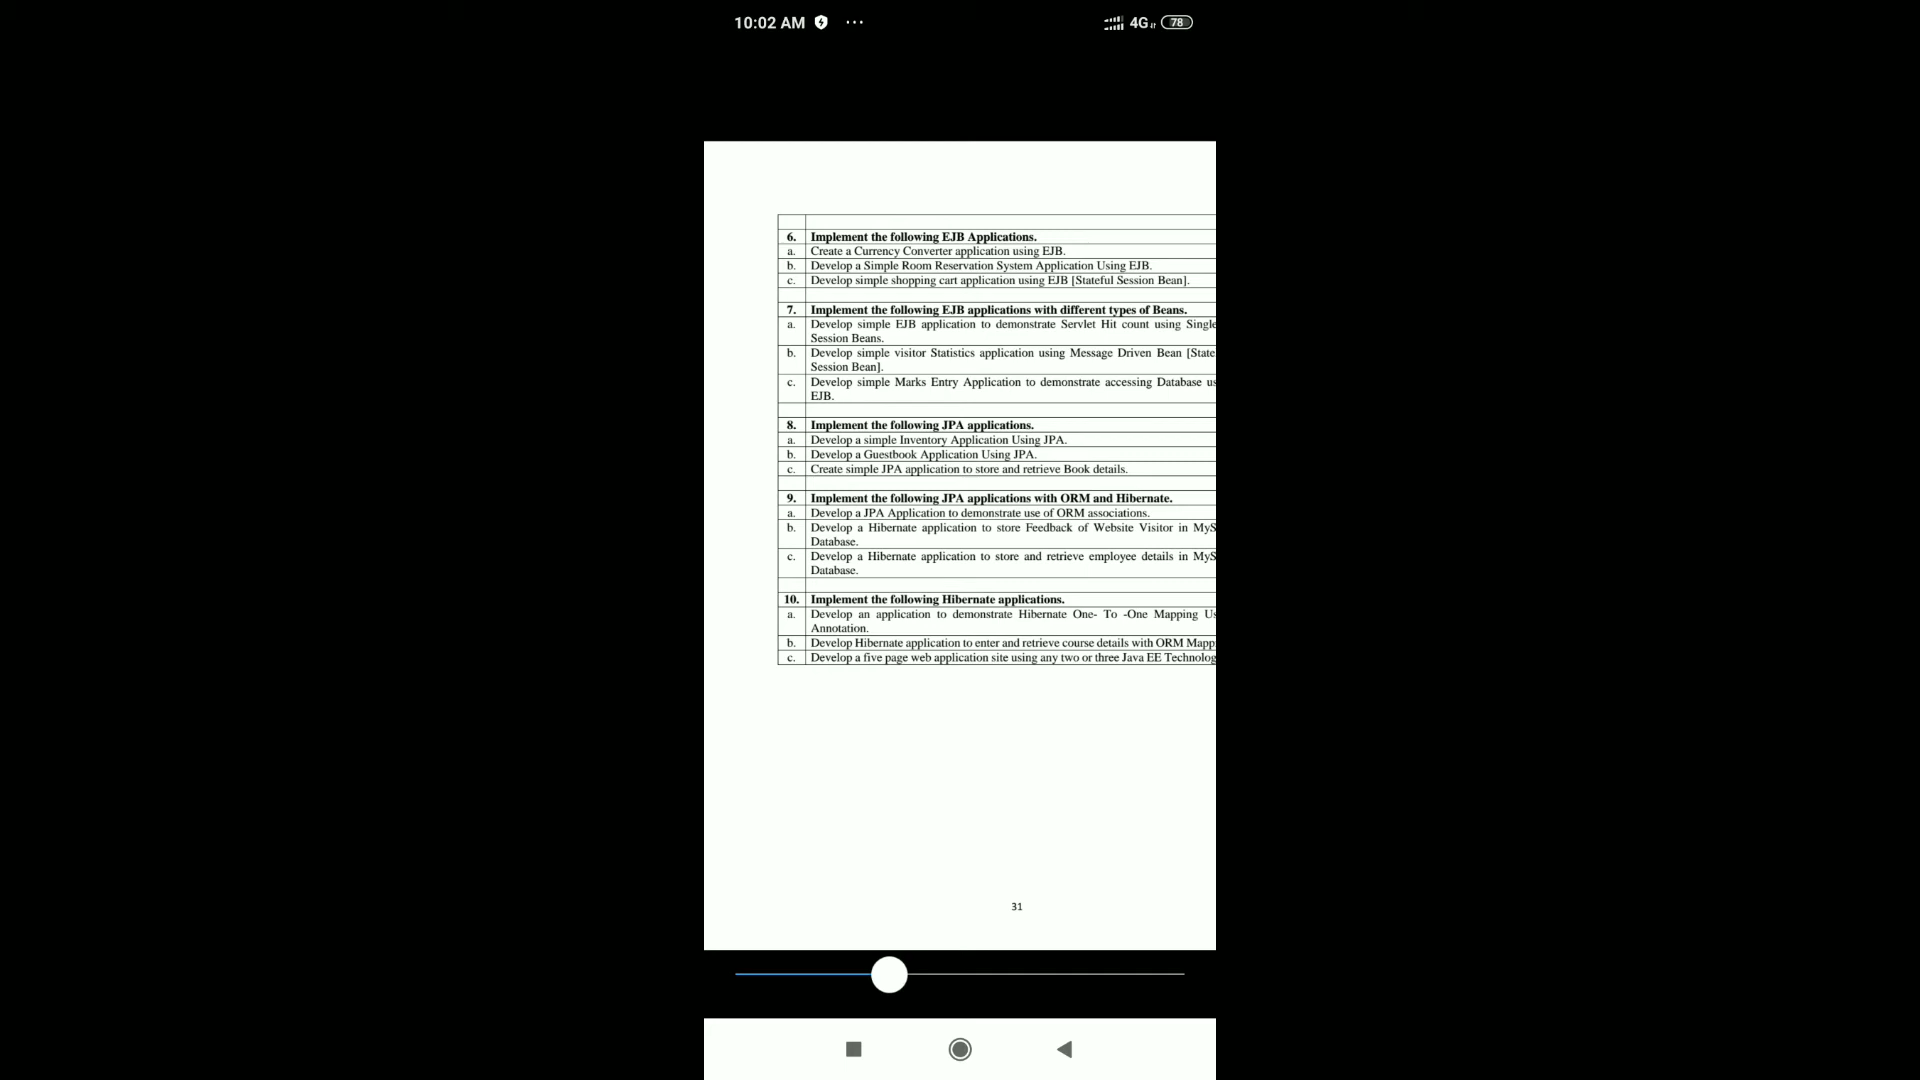 10:02 AM ...
4G 78
6. Implement the following EJB Applications.
a. Create a Currency Converter application using EJB.
b. Develop a Simple Room Reservation System Application Using EJB.
c. Develop simple shopping cart application using EJB [Stateful Session Bean].
7. Implement the following EJB applications with different types of Beans.
a. Develop simple EJB application to demonstrate Servlet Hit count using Single
Session Beans.
b. Develop simple visitor Statistics application using Message Driven Bean [State
Session Bean].
c. Develop simple Marks Entry Application to demonstrate accessing Database us
EJB.
8. Implement the following JPA applications.
a. Develop a simple Inventory Application Using JPA.
b. Develop a Guestbook Application Using JPA.
c. Create simple JPA application to store and retrieve Book details.
9. Implement the following JPA applications with ORM and Hibernate.
a. Develop a JPA Application to demonstrate use of ORM associations.
b. Develop a Hibernate application to store Feedback of Website Visitor in MyS
Database.
c. Develop a Hibernate application to store and retrieve employee details in MyS
Database.
10. Implement the following Hibernate applications.
a. Develop an application to demonstrate Hibernate One- To -One Mapping Us
Annotation.
b. Develop Hibernate application to enter and retrieve course details with ORM Mapp
c. Develop a five page web application site using any two or three Java EE Technolog
31